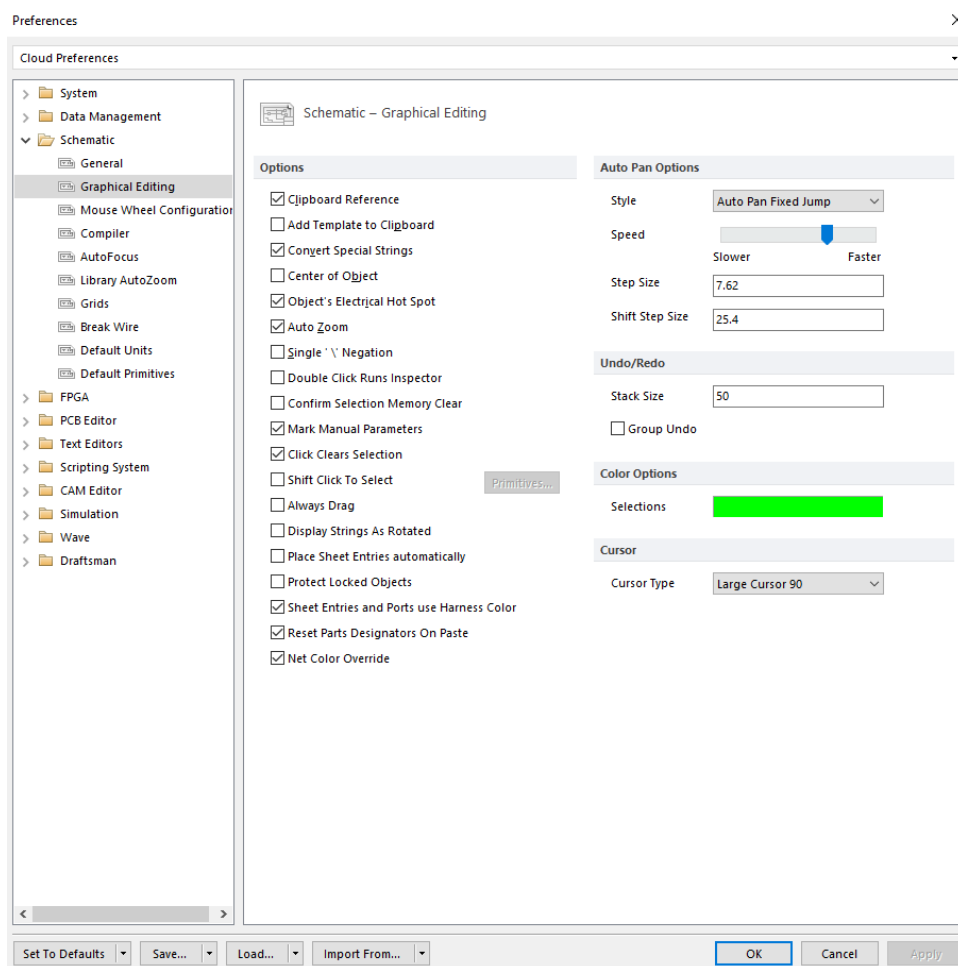 Preferences
Cloud Preferences
System
Data Management
Schematic
General
Graphical Editing
Mouse Wheel Configuration
Compiler
AutoFocus
Library AutoZoom
Grids
Break Wire
Default Units
Default Primitives
FPGA
PCB Editor
Text Editors
Scripting System
CAM Editor
Simulation
Wave
Draftsman
Schematic – Graphical Editing
Options
Clipboard Reference
Add Template to Clipboard
Convert Special Strings
Center of Object
Object's Electrical Hot Spot
Auto Zoom
Single '\' Negation
Double Click Runs Inspector
Confirm Selection Memory Clear
Mark Manual Parameters
Click Clears Selection
Shift Click To Select
Primitives...
Always Drag
Display Strings As Rotated
Place Sheet Entries automatically
Protect Locked Objects
Sheet Entries and Ports use Harness Color
Reset Parts Designators On Paste
Net Color Override
Auto Pan Options
Style Auto Pan Fixed Jump
Speed
Slower Faster
Step Size 7.62
Shift Step Size 25.4
Undo/Redo
Stack Size 50
Group Undo
Color Options
Selections
Cursor
Cursor Type Large Cursor 90
Set To Defaults Save... Load... Import From... OK Cancel Apply